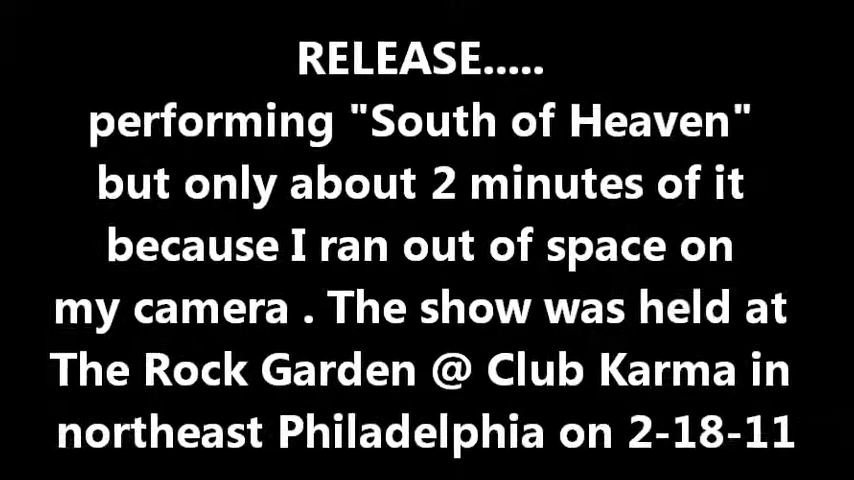 RELEASE.....
performing "South of Heaven"
but only about 2 minutes of it
because I ran out of space on
my camera . The show was held at
The Rock Garden @ Club Karma in
northeast Philadelphia on 2-18-11